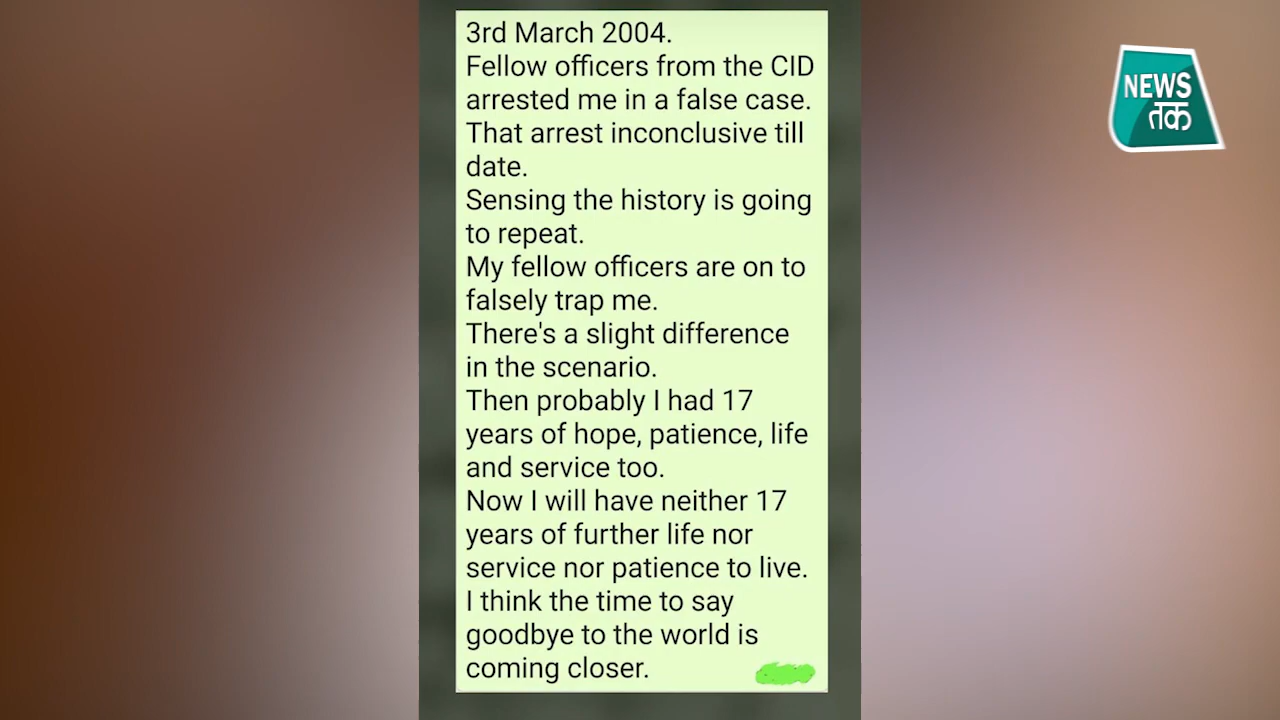 3rd March 2004.
Fellow officers from the CID
arrested me in a false case.
That arrest inconclusive till
date.
Sensing the history is going
to repeat.
My fellow officers are on to
falsely trap me.
There's a slight difference
in the scenario.
Then probably I had 17
years of hope, patience, life
and service too.
Now I will have neither 17
years of further life nor
service nor patience to live.
I think the time to say
goodbye to the world is
coming closer.
NEWS
तक